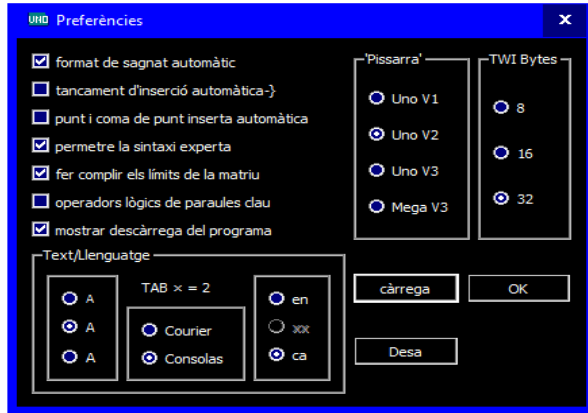 UNO Preferències x
format de sagnat automàtic
tancament d'inserció automàtica-}
punt i coma de punt inserta automàtica
permetre la sintaxi experta
fer complir els límits de la matriu
operadors lògics de paraules clau
mostrar descàrrega del programa
'Pissarra'
Uno V1
Uno V2
Uno V3
Mega V3
TWI Bytes
8
16
32
Text/Llenguatge
A
A
A
TAB × = 2
Courier
Consolas
en
xx
ca
càrrega
OK
Desa